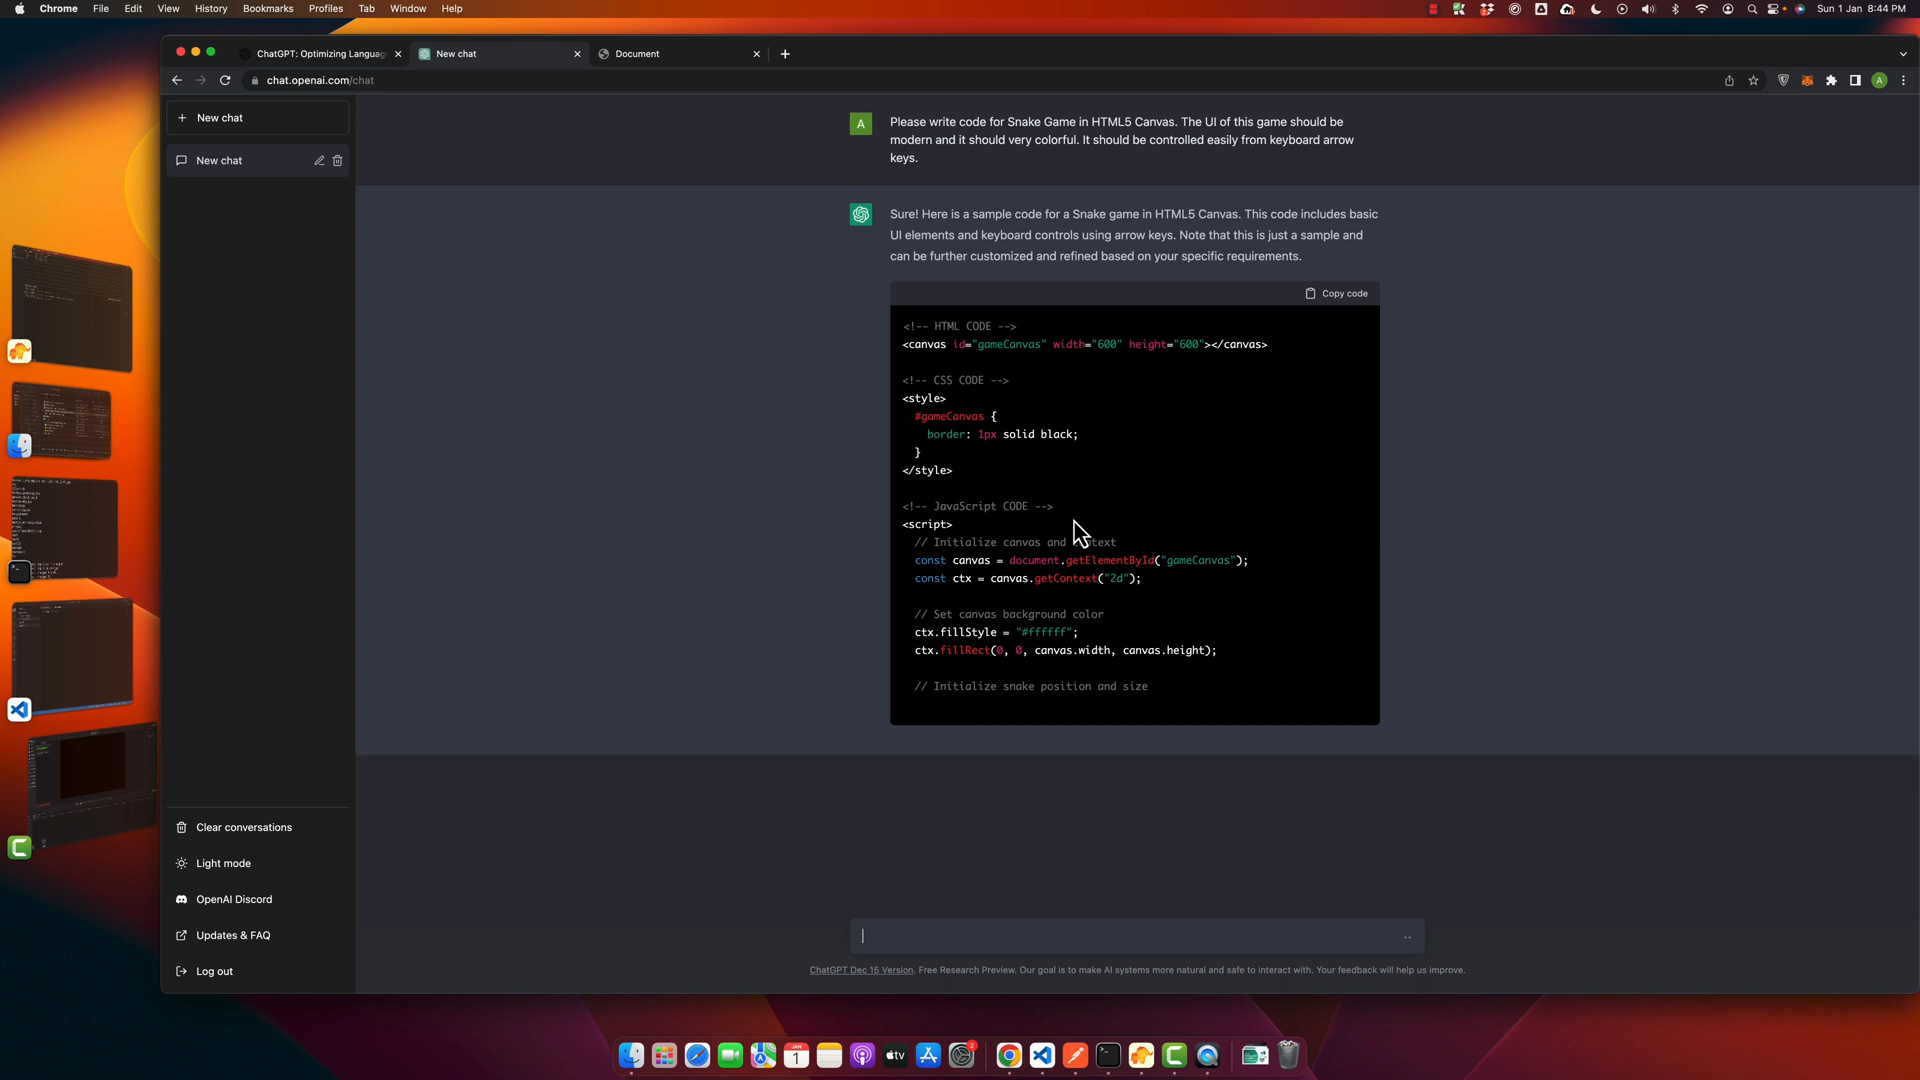 Chrome File Edit View History Bookmarks Profiles Tab Window Help
Sun 1 Jan 8:44 PM
ChatGPT: Optimizing Languag
New chat
Document
chat.openai.com/chat
A
New chat
New chat
A
Please write code for Snake Game in HTML5 Canvas. The UI of this game should be
modern and it should very colorful. It should be controlled easily from keyboard arrow
keys.
Sure! Here is a sample code for a Snake game in HTML5 Canvas. This code includes basic
UI elements and keyboard controls using arrow keys. Note that this is just a sample and
can be further customized and refined based on your specific requirements.
Copy code
<!-- HTML CODE -->
<canvas id="gameCanvas" width="600" height="600"></canvas>
<!-- CSS CODE -->
<style>
#gameCanvas {
border: 1px solid black;
}
</style>
<!-- JavaScript CODE -->
<script>
// Initialize canvas and context
const canvas = document.getElementById("gameCanvas");
const ctx = canvas.getContext("2d");
// Set canvas background color
ctx.fillStyle = "#ffffff";
ctx.fillRect(0, 0, canvas.width, canvas.height);
// Initialize snake position and size
Clear conversations
Light mode
OpenAI Discord
Updates & FAQ
Log out
ChatGPT Dec 15 Version. Free Research Preview. Our goal is to make AI systems more natural and safe to interact with. Your feedback will help us improve.
JAN
1
tv
2